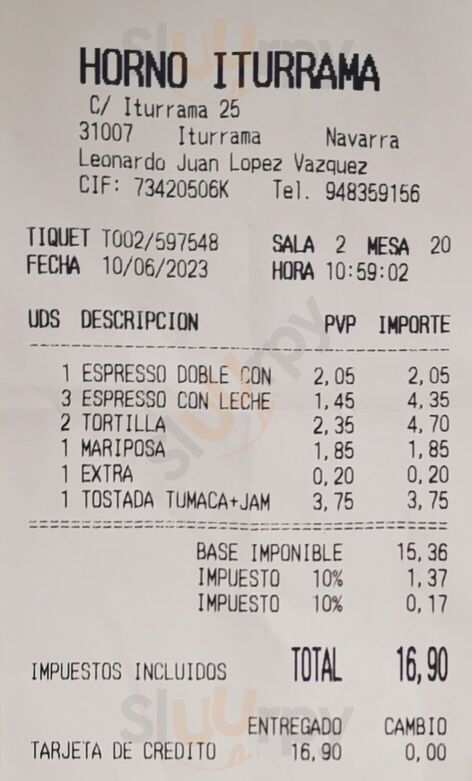 HORNO ITURRAMA
C/ Iturrama 25
31007 Iturrama Navarra
Leonardo Juan Lopez Vazquez
CIF: 73420506K Tel. 948359156
TIQUET T002/597548 SALA 2 MESA 20
FECHA 10/06/2023 HORA 10:59:02
UDS DESCRIPCION PVP IMPORTE
1 ESPRESSO DOBLE CON 2,05 2,05
3 ESPRESSO CON LECHE 1,45 4,35
2 TORTILLA 2,35 4,70
1 MARIPOSA 1,85 1,85
1 EXTRA 0,20 0,20
1 TOSTADA TUMACA+JAM 3,75 3,75
BASE IMPONIBLE 15,36
IMPUESTO 10% 1,37
IMPUESTO 10% 0,17
IMPUESTOS INCLUIDOS TOTAL 16,90
ENTREGADO CAMBIO
TARJETA DE CREDITO 16,90 0,00
sluurpy
sluurpy
sluurpy